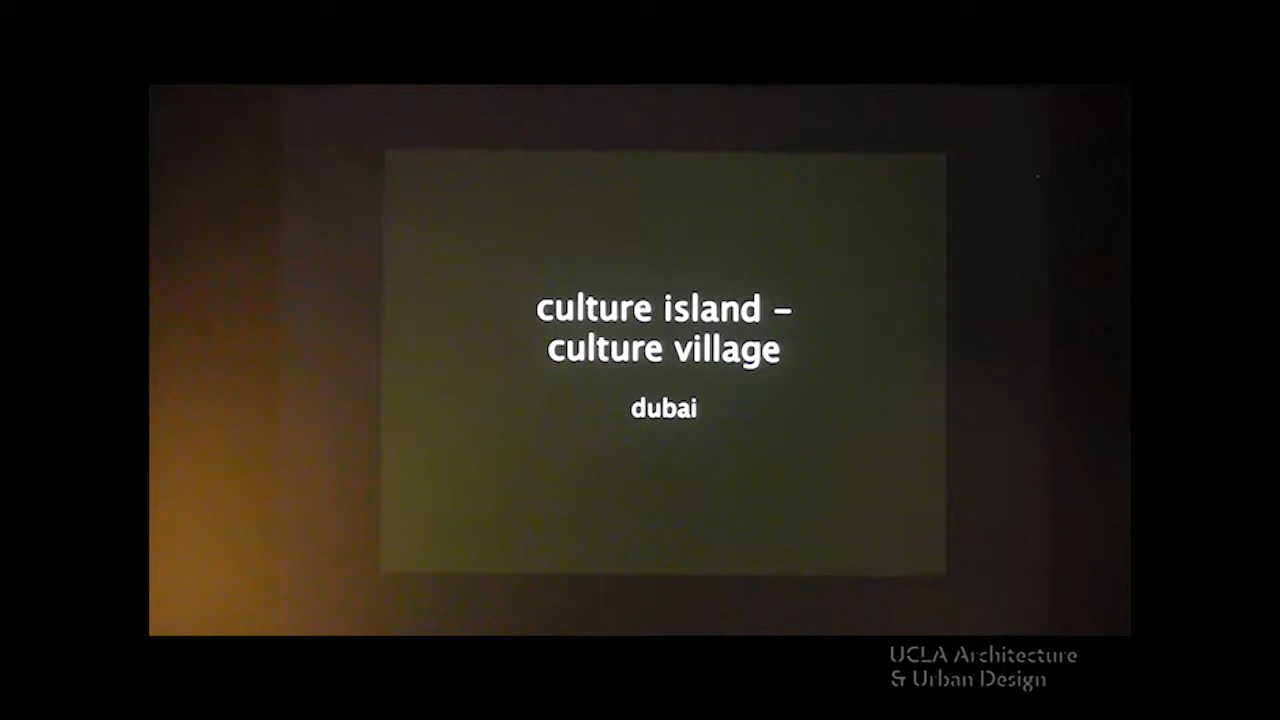 culture island –
culture village
dubai
UCLA Architecture
& Urban Design